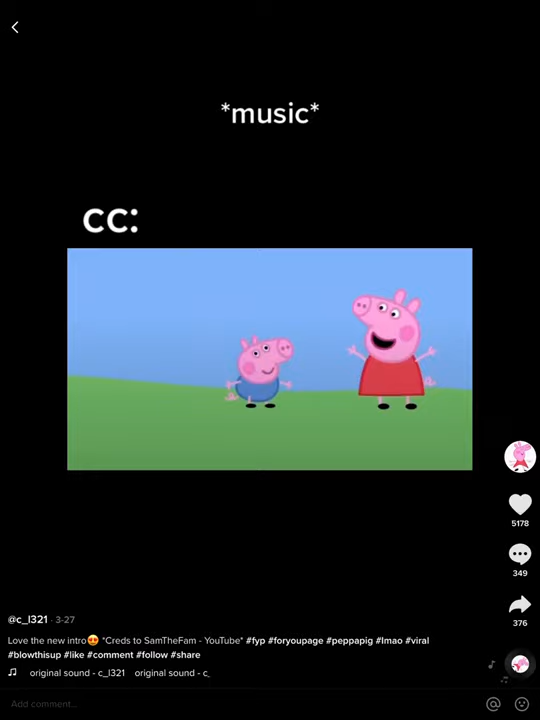 *music*
cc:
5178
349
376
@c_l321 · 3-27
Love the new intro😍 *Creds to SamTheFam - YouTube* #fyp #foryoupage #peppapig #lmao #viral
#blowthisup #like #comment #follow #share
original sound - c_l321 original sound - c_
Add comment...